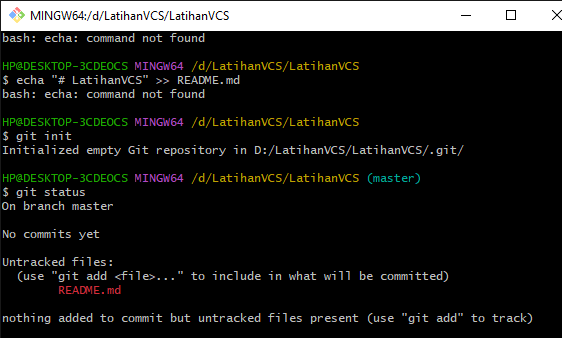 MINGW64:/d/LatihanVCS/LatihanVCS
bash: echa: command not found
HP@DESKTOP-3CDEOCS MINGW64 /d/LatihanVCS/LatihanVCS
$ echa "# LatihanVCS" >> README.md
bash: echa: command not found
HP@DESKTOP-3CDEOCS MINGW64 /d/LatihanVCS/LatihanVCS
$ git init
Initialized empty Git repository in D:/LatihanVCS/LatihanVCS/.git/
HP@DESKTOP-3CDEOCS MINGW64 /d/LatihanVCS/LatihanVCS (master)
$ git status
On branch master
No commits yet
Untracked files:
(use "git add <file>..." to include in what will be committed)
README.md
nothing added to commit but untracked files present (use "git add" to track)